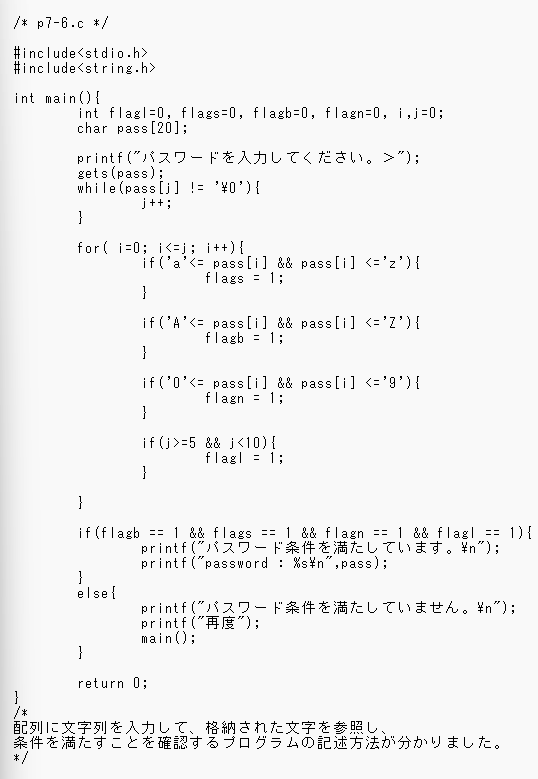 /* p7-6.c */
#include<stdio.h>
#include<string.h>
int main(){
int flagl=0, flags=0, flagb=0, flagn=0, i,j=0;
char pass[20];
printf("パスワードを入力してください。＞");
gets(pass);
while(pass[j] != '¥0'){
j++;
}
for( i=0; i<=j; i++){
if('a'<= pass[i] && pass[i] <='z'){
flags = 1;
}
if('A'<= pass[i] && pass[i] <='Z'){
flagb = 1;
}
if('0'<= pass[i] && pass[i] <='9'){
flagn = 1;
}
if(j>=5 && j<10){
flagl = 1;
}
}
if(flagb == 1 && flags == 1 && flagn == 1 && flagl == 1){
printf("パスワード条件を満たしています。¥n");
printf("password : %s¥n",pass);
}
else{
printf("パスワード条件を満たしていません。¥n");
printf("再度");
main();
}
return 0;
}
/*
配列に文字列を入力して、格納された文字を参照し、
条件を満たすことを確認するプログラムの記述方法が分かりました。
*/